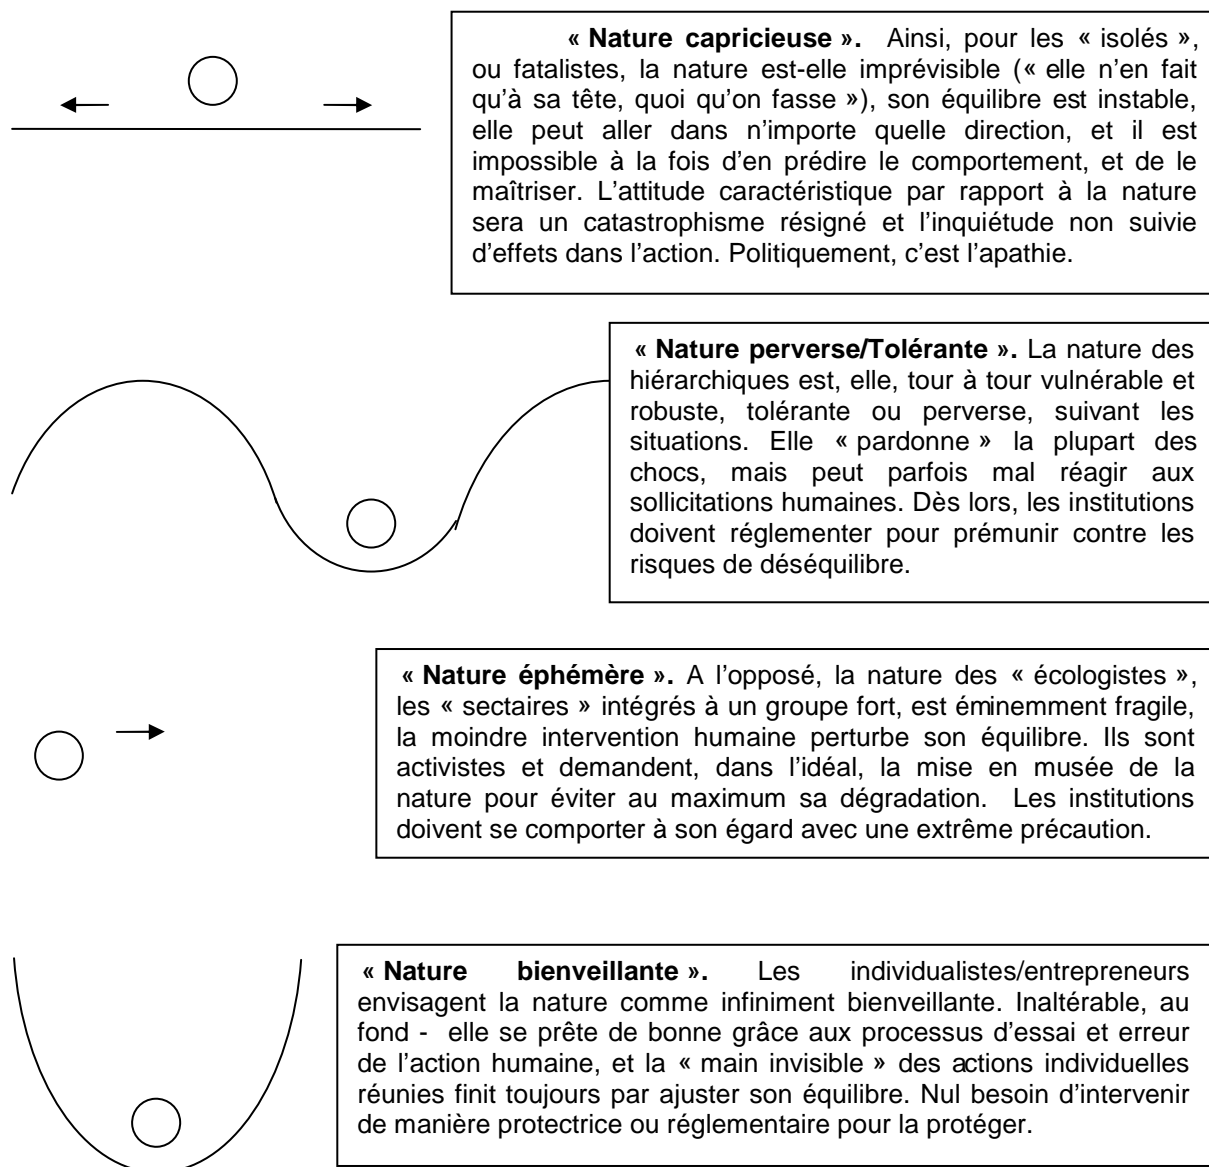 « Nature capricieuse ». Ainsi, pour les « isolés »,
ou fatalistes, la nature est-elle imprévisible (« elle n’en fait
qu’à sa tête, quoi qu’on fasse »), son équilibre est instable,
elle peut aller dans n’importe quelle direction, et il est
impossible à la fois d’en prédire le comportement, et de le
maîtriser. L’attitude caractéristique par rapport à la nature
sera un catastrophisme résigné et l’inquiétude non suivie
d’effets dans l’action. Politiquement, c’est l’apathie.
« Nature perverse/Tolérante ». La nature des
hiérarchiques est, elle, tour à tour vulnérable et
robuste, tolérante ou perverse, suivant les
situations. Elle « pardonne » la plupart des
chocs, mais peut parfois mal réagir aux
sollicitations humaines. Dès lors, les institutions
doivent réglementer pour prémunir contre les
risques de déséquilibre.
« Nature éphémère ». A l’opposé, la nature des « écologistes »,
les « sectaires » intégrés à un groupe fort, est éminemment fragile,
la moindre intervention humaine perturbe son équilibre. Ils sont
activistes et demandent, dans l’idéal, la mise en musée de la
nature pour éviter au maximum sa dégradation. Les institutions
doivent se comporter à son égard avec une extrême précaution.
« Nature bienveillante ». Les individualistes/entrepreneurs
envisagent la nature comme infiniment bienveillante. Inaltérable, au
fond - elle se prête de bonne grâce aux processus d’essai et erreur
de l’action humaine, et la « main invisible » des actions individuelles
réunies finit toujours par ajuster son équilibre. Nul besoin d’intervenir
de manière protectrice ou réglementaire pour la protéger.